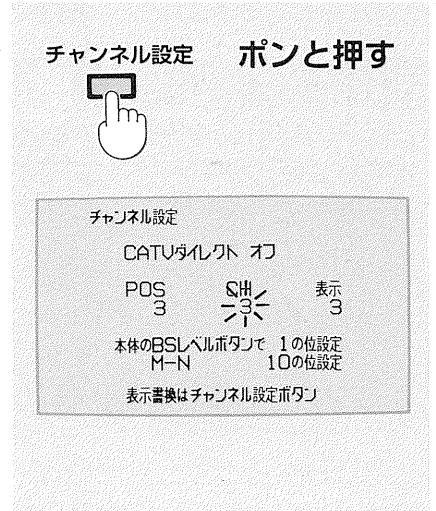 チャンネル設定 ポンと押す
チャンネル設定
CATVダイレクト オフ
POS CH 表示
3 3 3
本体のBSレベルボタンで 1の位設定
M-N 10の位設定
表示書換はチャンネル設定ボタン